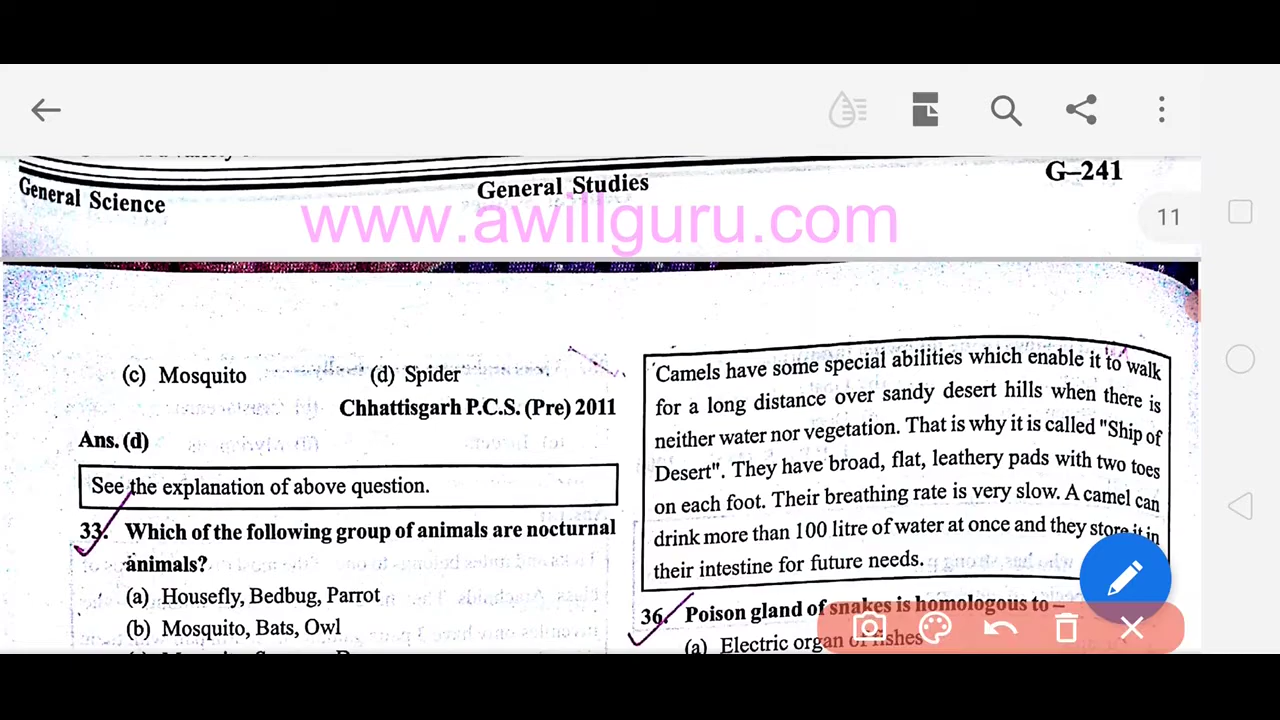 General Science
General Studies
G–241
www.awillguru.com
11
(c) Mosquito (d) Spider
Chhattisgarh P.C.S. (Pre) 2011
Ans. (d)
See the explanation of above question.
33. Which of the following group of animals are nocturnal
animals?
(a) Housefly, Bedbug, Parrot
(b) Mosquito, Bats, Owl
Camels have some special abilities which enable it to walk
for a long distance over sandy desert hills when there is
neither water nor vegetation. That is why it is called "Ship of
Desert". They have broad, flat, leathery pads with two toes
on each foot. Their breathing rate is very slow. A camel can
drink more than 100 litre of water at once and they store it in
their intestine for future needs.
36. Poison gland of snakes is homologous to –
(a) Electric organ of fishes